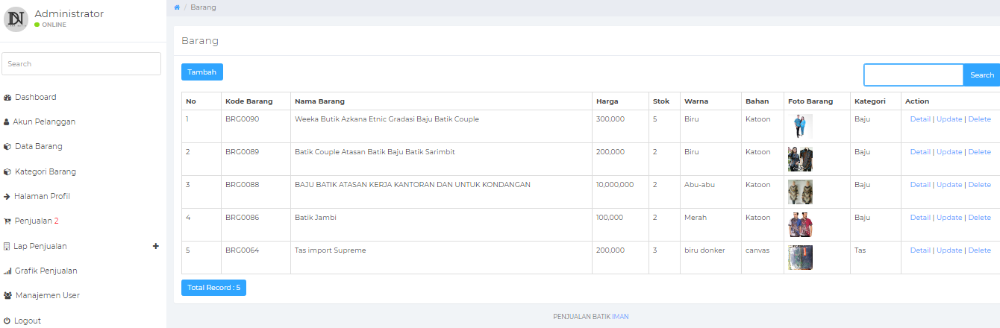 Administrator
ONLINE
Search
Dashboard
Akun Pelanggan
Data Barang
Kategori Barang
Halaman Profil
Penjualan 2
Lap Penjualan
Grafik Penjualan
Manajemen User
Logout
/ Barang
Barang
Tambah
Search
No Kode Barang Nama Barang Harga Stok Warna Bahan Foto Barang Kategori Action
1 BRG0090 Weeka Butik Azkana Etnic Gradasi Baju Batik Couple 300,000 5 Biru Katoon Baju Detail | Update | Delete
2 BRG0089 Batik Couple Atasan Batik Baju Batik Sarimbit 200,000 2 Biru Katoon Baju Detail | Update | Delete
3 BRG0088 BAJU BATIK ATASAN KERJA KANTORAN DAN UNTUK KONDANGAN 10,000,000 2 Abu-abu Katoon Baju Detail | Update | Delete
4 BRG0086 Batik Jambi 100,000 2 Merah Katoon Baju Detail | Update | Delete
5 BRG0064 Tas import Supreme 200,000 3 biru donker canvas Tas Detail | Update | Delete
Total Record : 5
PENJUALAN BATIK IMAN